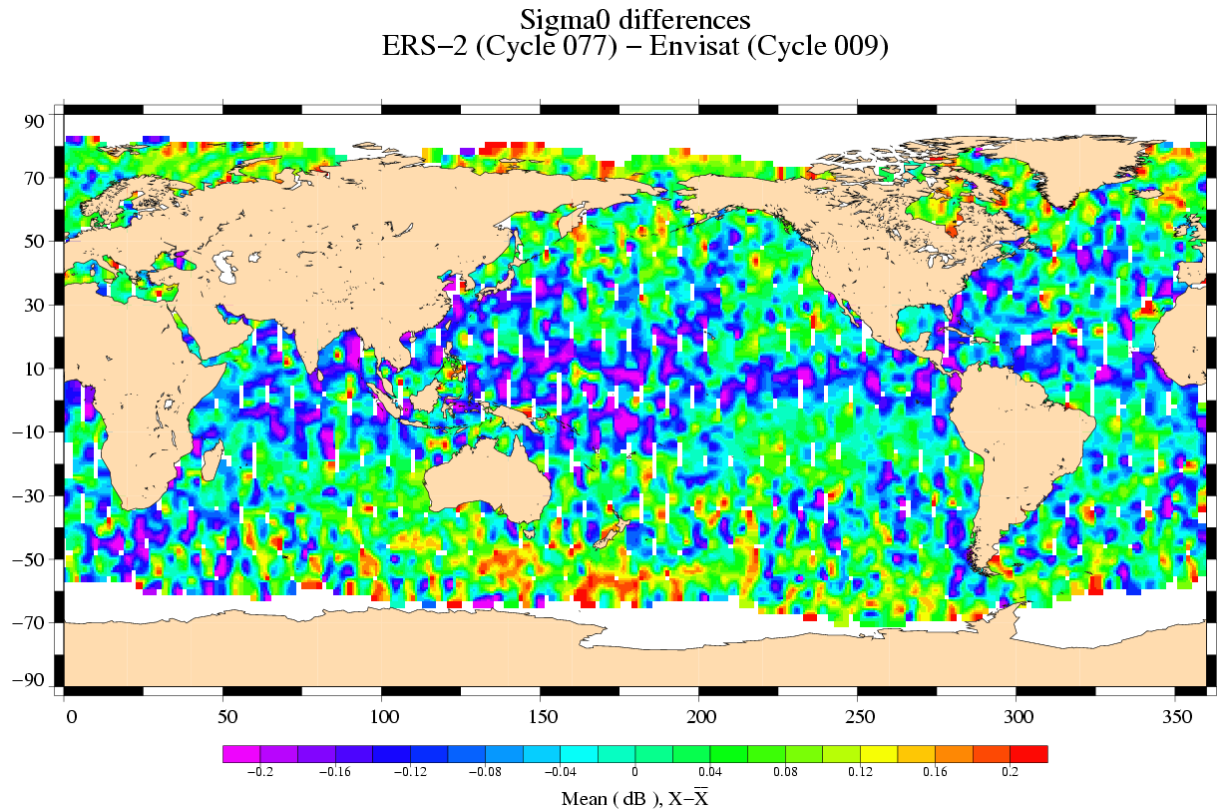 Sigma0 differences
ERS−2 (Cycle 077) − Envisat (Cycle 009)
90
70
50
30
10
−10
−30
−50
−70
−90
0 50 100 150 200 250 300 350
−0.2 −0.16 −0.12 −0.08 −0.04 0 0.04 0.08 0.12 0.16 0.2
Mean ( dB ), X−X̅